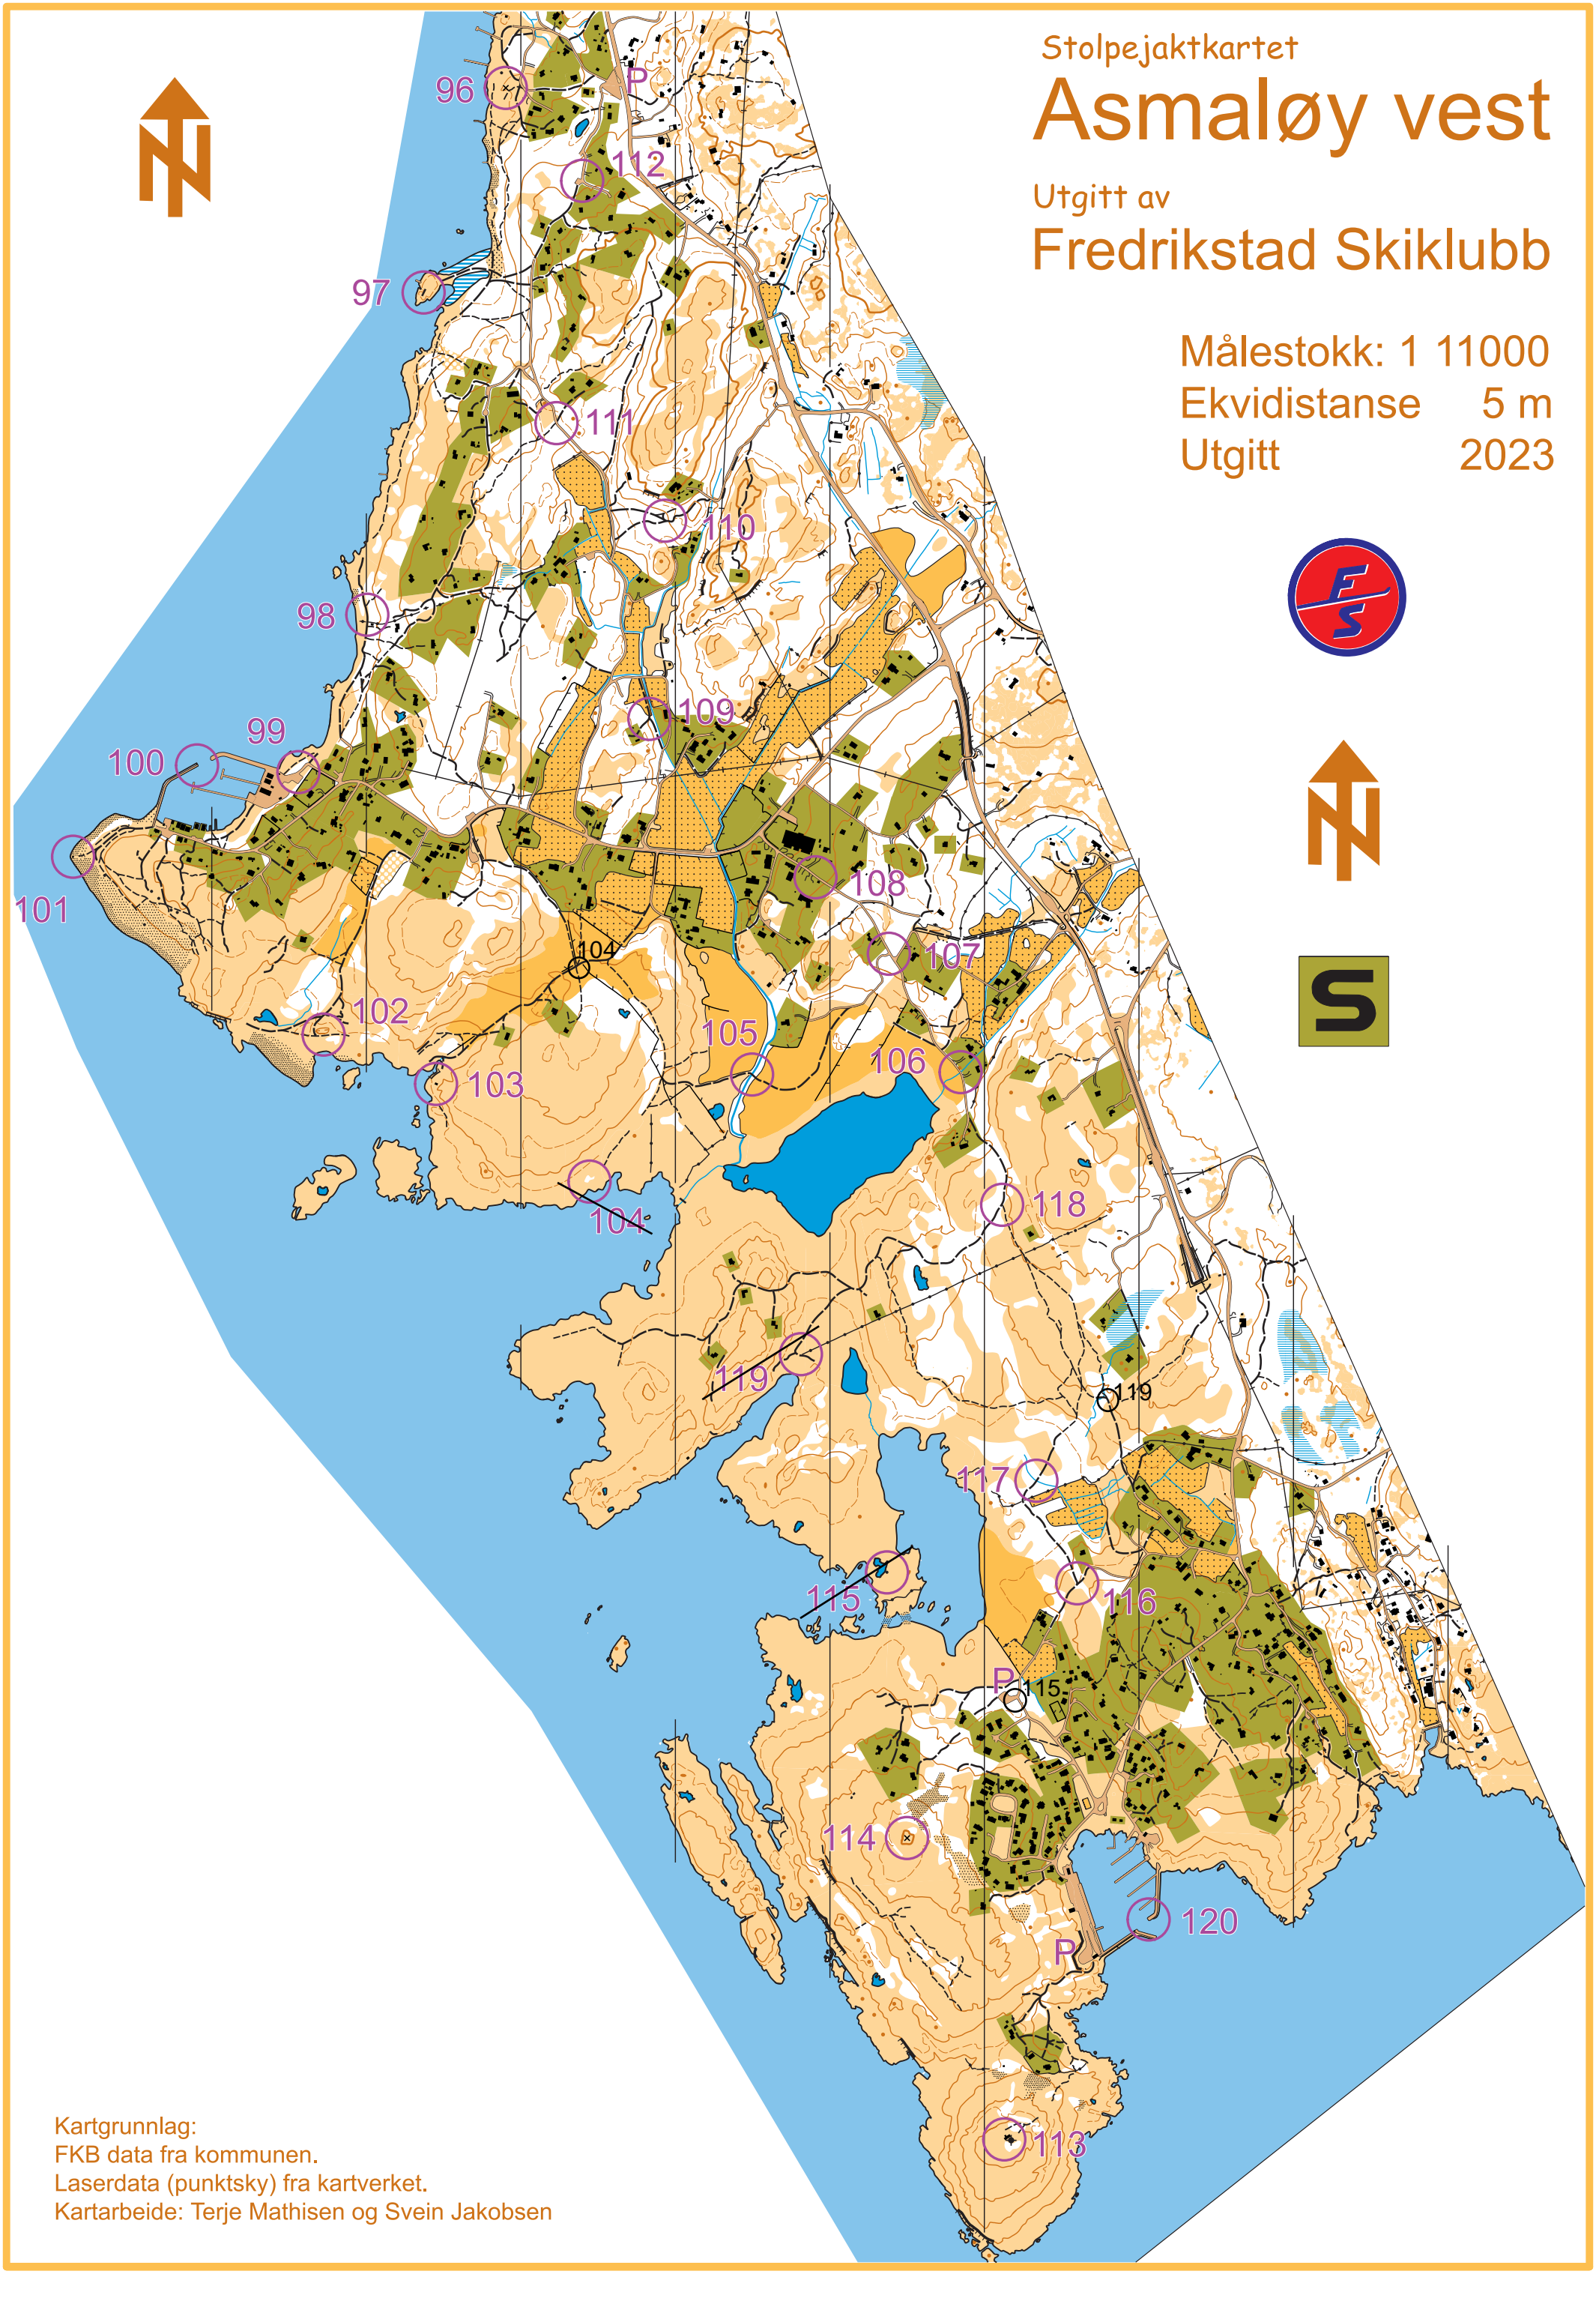 Stolpejaktkartet
Asmaløy vest
Utgitt av
Fredrikstad Skiklubb
Målestokk: 1 11000
Ekvidistanse 5 m
Utgitt 2023
N
96
P
112
97
111
110
98
FS
109
99
100
N
108
101
104
107
102
S
105
106
103
118
104
119
119
117
115
116
P
115
114
120
P
113
Kartgrunnlag:
FKB data fra kommunen.
Laserdata (punktsky) fra kartverket.
Kartarbeide: Terje Mathisen og Svein Jakobsen